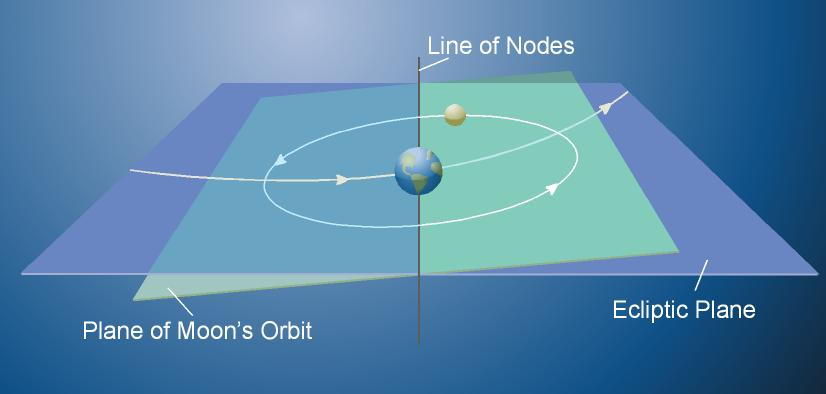 Line of Nodes
Plane of Moon's Orbit
Ecliptic Plane